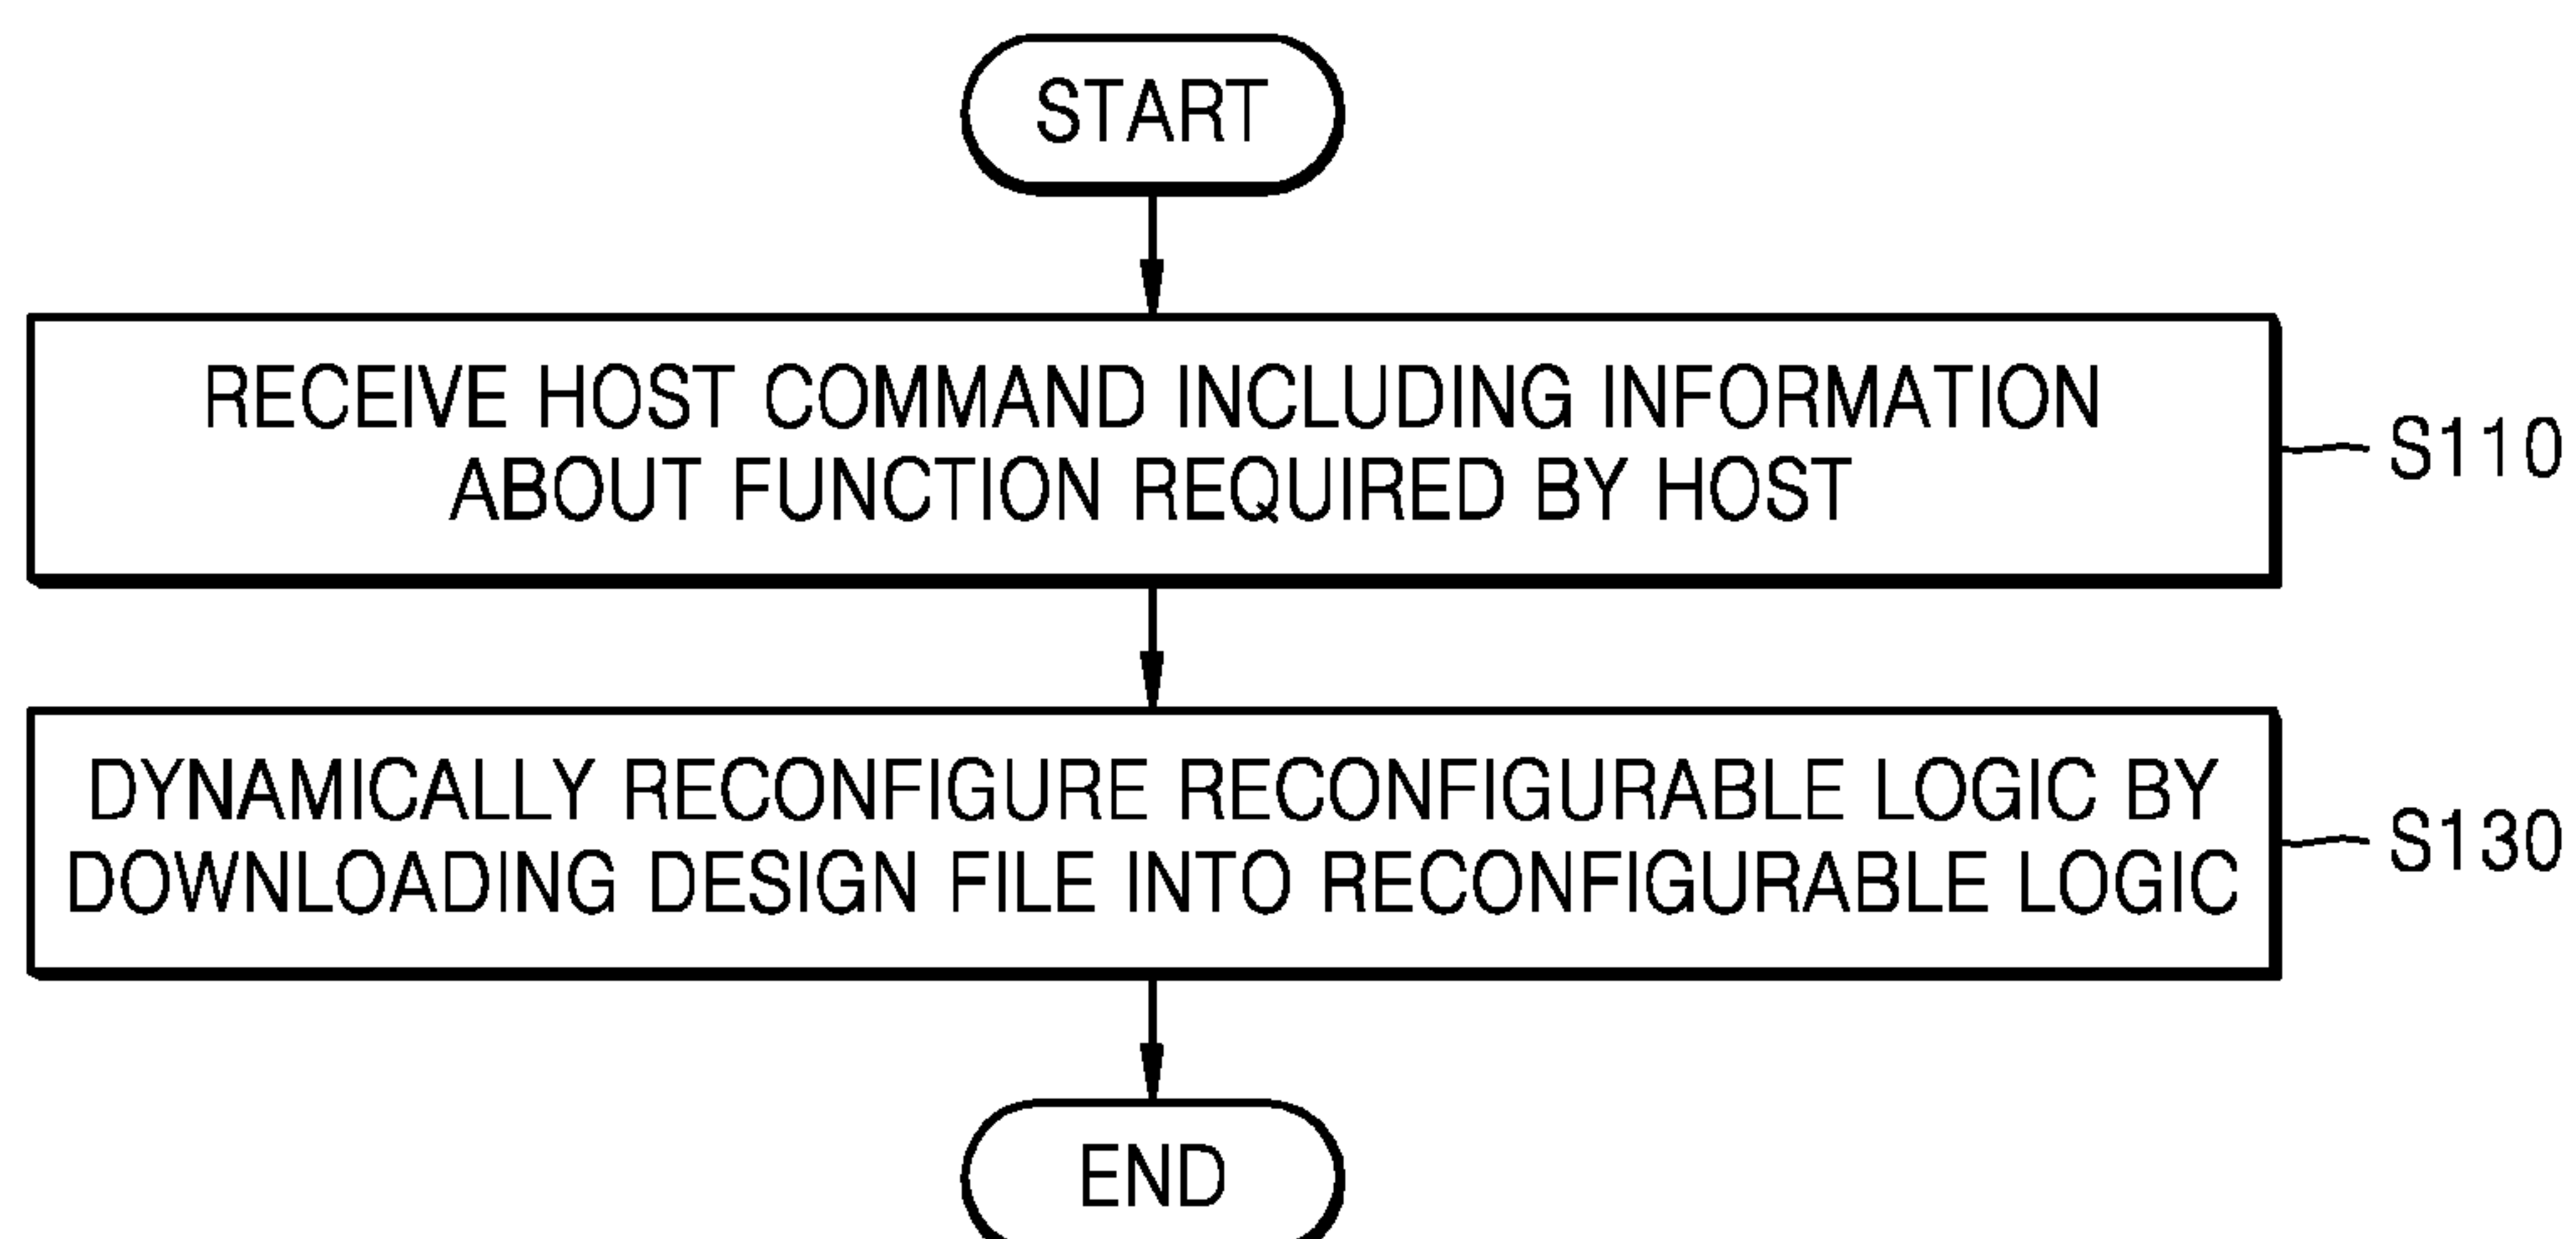 START
RECEIVE HOST COMMAND INCLUDING INFORMATION
ABOUT FUNCTION REQUIRED BY HOST
S110
DYNAMICALLY RECONFIGURE RECONFIGURABLE LOGIC BY
DOWNLOADING DESIGN FILE INTO RECONFIGURABLE LOGIC
S130
END